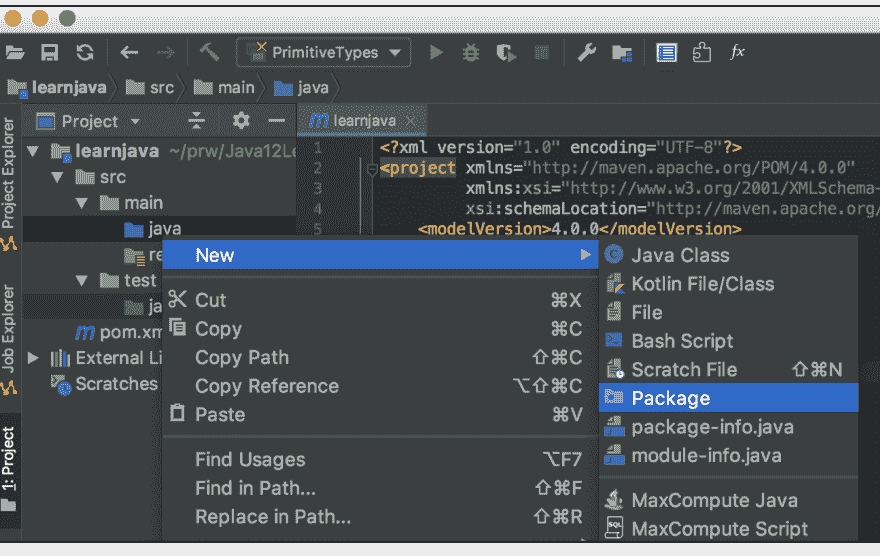 PrimitiveTypes
fx
learnjava
src
main
java
Project
learnjava
learnjava ~/prw/Java12Le
src
main
java
re
test
ja
pom.xm
External Li
Scratches
Project Explorer
Job Explorer
1: Project
1 <?xml version="1.0" encoding="UTF-8"?>
2 <project xmlns="http://maven.apache.org/POM/4.0.0"
3 xmlns:xsi="http://www.w3.org/2001/XMLSchema-
4 xsi:schemaLocation="http://maven.apache.org/
5 <modelVersion>4.0.0</modelVersion>
New
Cut ⌘X
Copy ⌘C
Copy Path ⇧⌘C
Copy Reference ⌥⇧⌘C
Paste ⌘V
Find Usages ⌥F7
Find in Path... ⇧⌘F
Replace in Path... ⇧⌘R
Java Class
Kotlin File/Class
File
Bash Script
Scratch File ⇧⌘N
Package
package-info.java
module-info.java
MaxCompute Java
MaxCompute Script